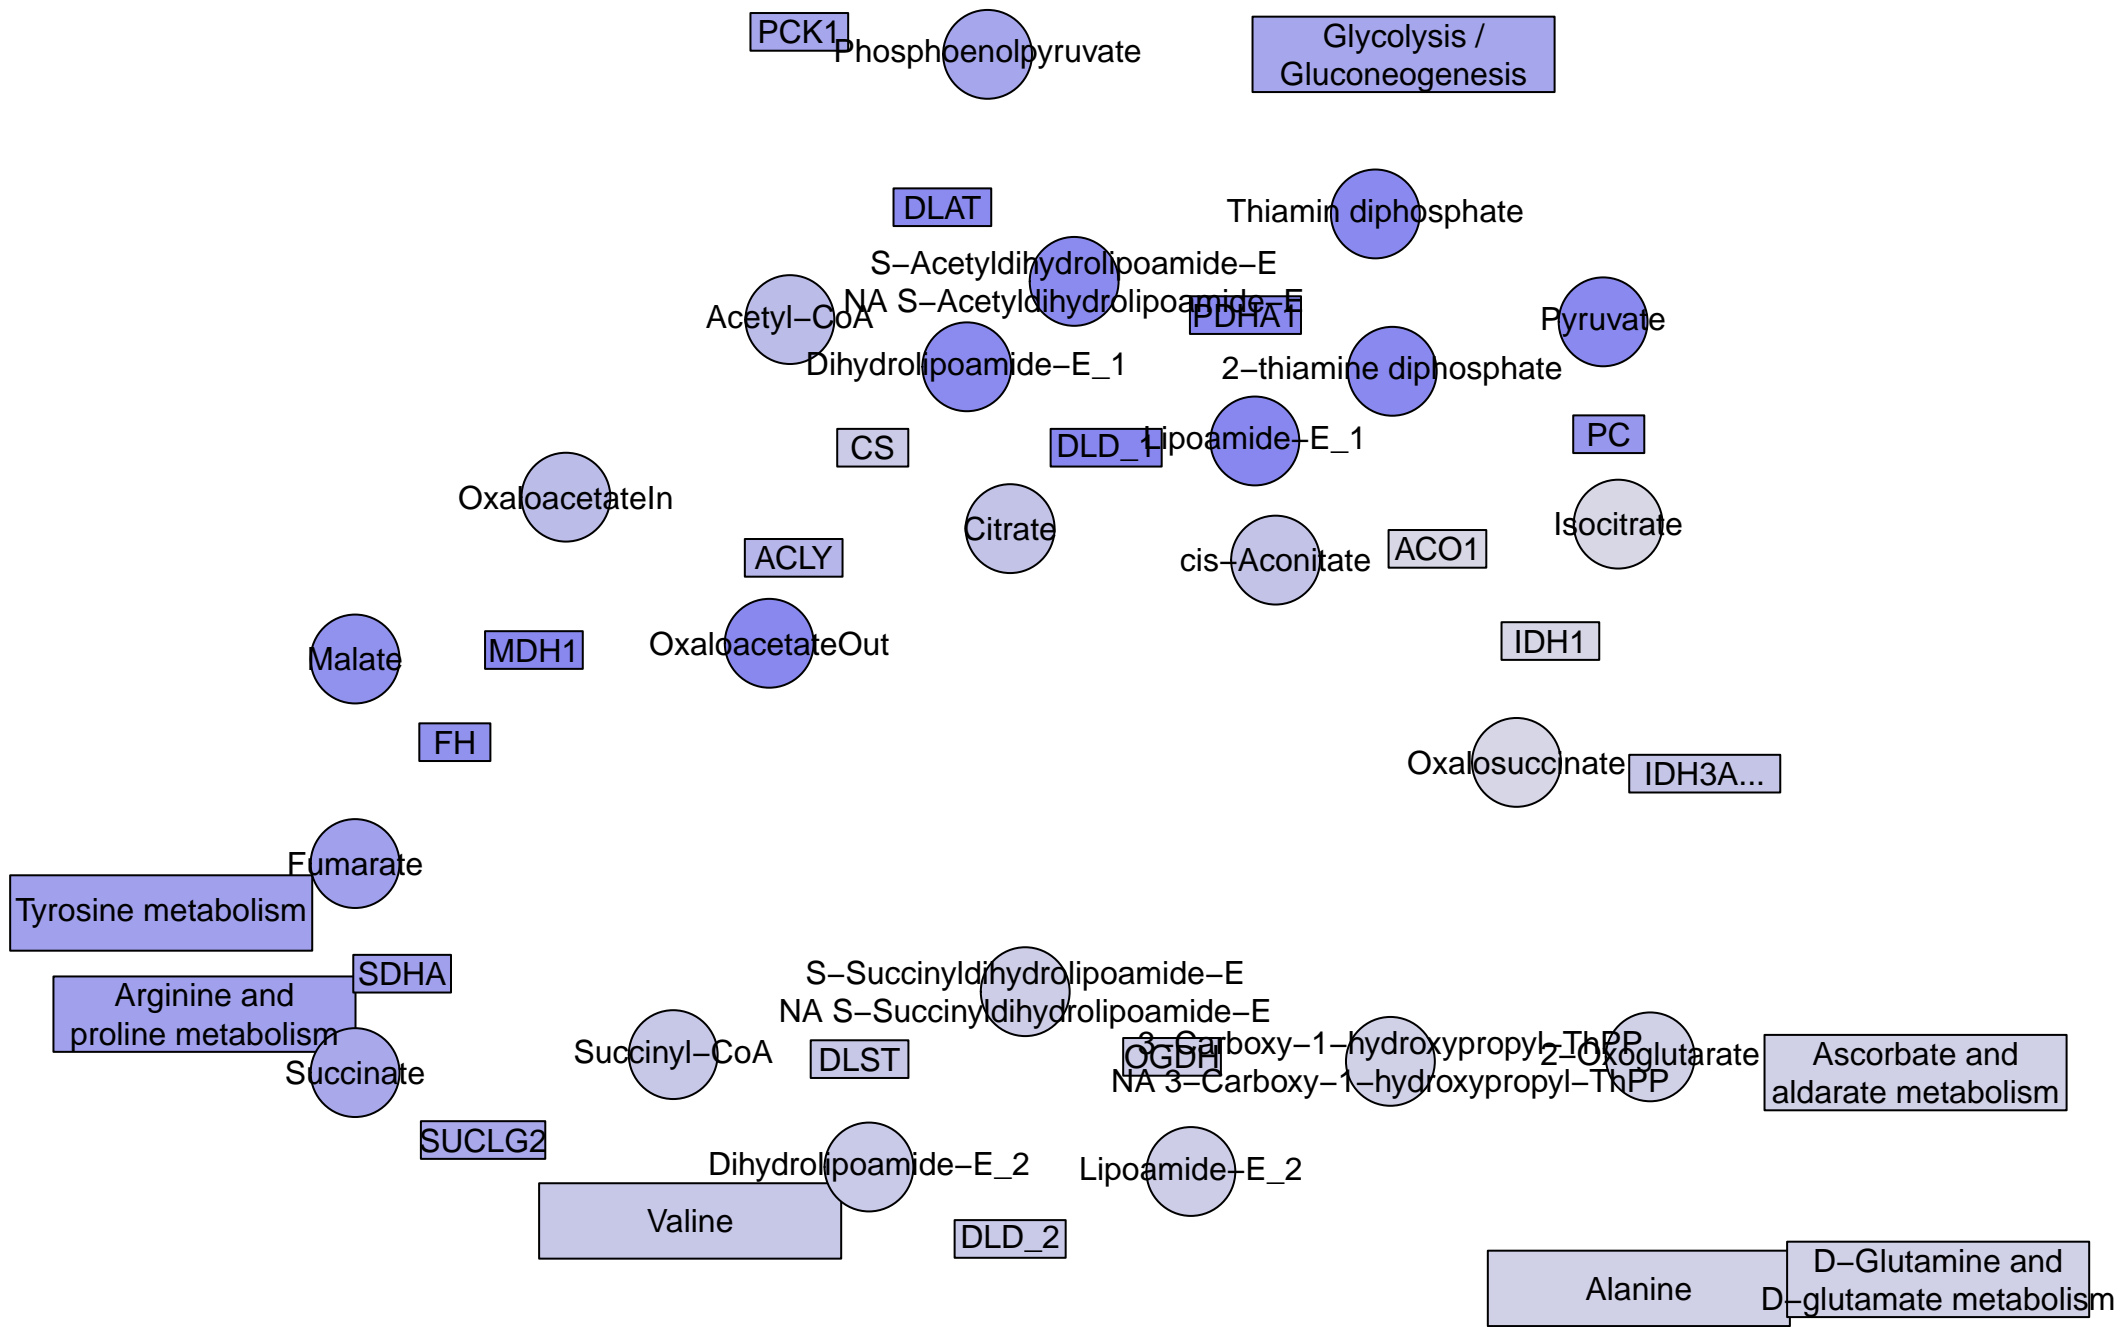 PCK1
Phosphoenolpyruvate
Glycolysis /
Gluconeogenesis
DLAT
Thiamin diphosphate
S−Acetyldihydrolipoamide−E
NA S−Acetyldihydrolipoamide−E
PDHA1
Acetyl−CoA
Pyruvate
Dihydrolipoamide−E_1
2−thiamine diphosphate
CS
DLD_1
Lipoamide−E_1
PC
OxaloacetateIn
Citrate
Isocitrate
ACLY
cis−Aconitate
ACO1
Malate
MDH1
OxaloacetateOut
IDH1
FH
Oxalosuccinate
IDH3A...
Fumarate
Tyrosine metabolism
SDHA
Arginine and
proline metabolism
S−Succinyldihydrolipoamide−E
NA S−Succinyldihydrolipoamide−E
Succinate
Succinyl−CoA
DLST
OGDH
3−Carboxy−1−hydroxypropyl−ThPP
NA 3−Carboxy−1−hydroxypropyl−ThPP
2−Oxoglutarate
Ascorbate and
aldarate metabolism
SUCLG2
Dihydrolipoamide−E_2
Lipoamide−E_2
Valine
DLD_2
Alanine
D−Glutamine and
D−glutamate metabolism